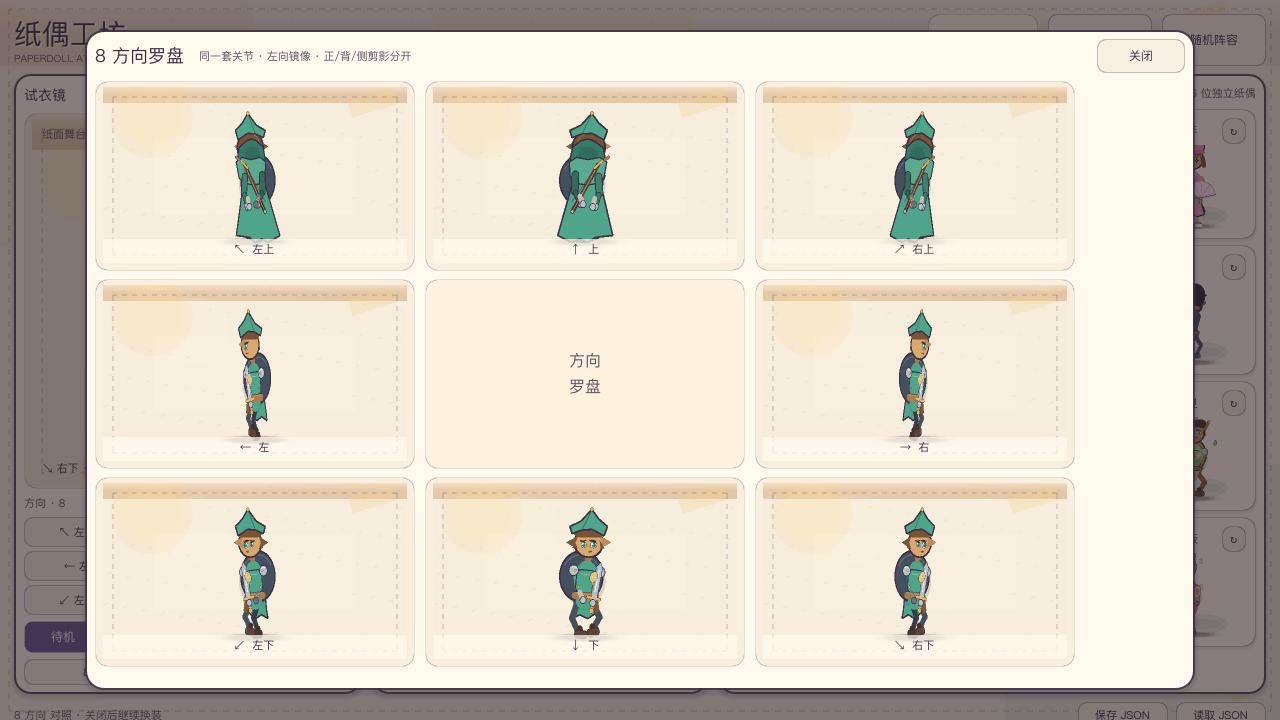 纸偶工坊
8 方向罗盘
同一套关节 · 左向镜像 · 正/背/侧剪影分开
关闭
随机阵容
试衣镜
位独立纸偶
纸面舞台
↖ 左上
↑ 上
↗ 右上
← 左
方向
罗盘
→ 右
↘ 右下
↙ 左下
↓ 下
↘ 右下
方向 · 8
↖ 左
← 左
↙ 左
待机
8 方向 对照 · 关闭后继续换装
保存 JSON
读取 JSON